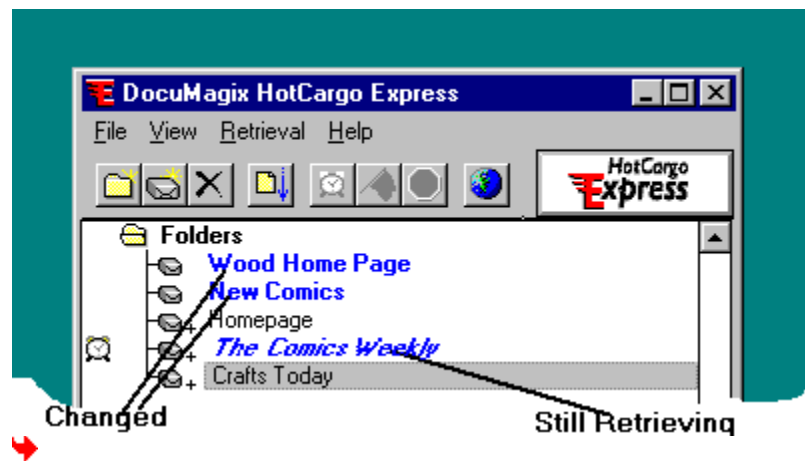 DocuMagix HotCargo Express
File View Retrieval Help
HotCargo
Express
Folders
Wood Home Page
New Comics
Homepage
The Comics Weekly
Crafts Today
Changed
Still Retrieving